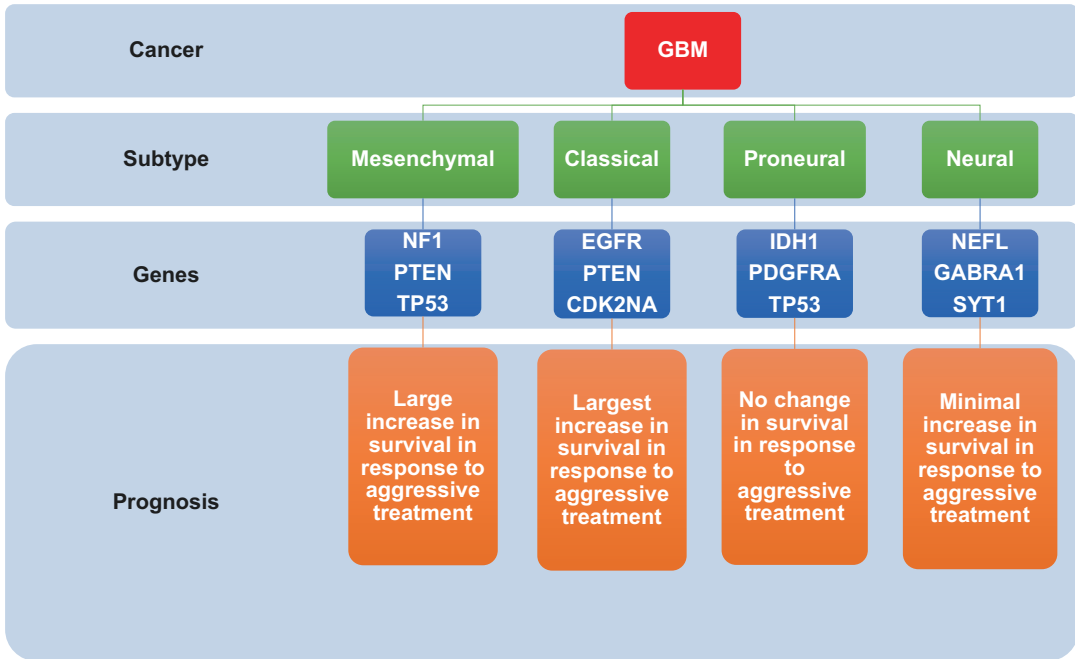 Cancer
GBM
Subtype
Mesenchymal
Classical
Proneural
Neural
Genes
NF1
PTEN
TP53
EGFR
PTEN
CDK2NA
IDH1
PDGFRA
TP53
NEFL
GABRA1
SYT1
Prognosis
Large
increase in
survival in
response to
aggressive
treatment
Largest
increase in
survival in
response to
aggressive
treatment
No change
in survival
in response
to
aggressive
treatment
Minimal
increase in
survival in
response to
aggressive
treatment